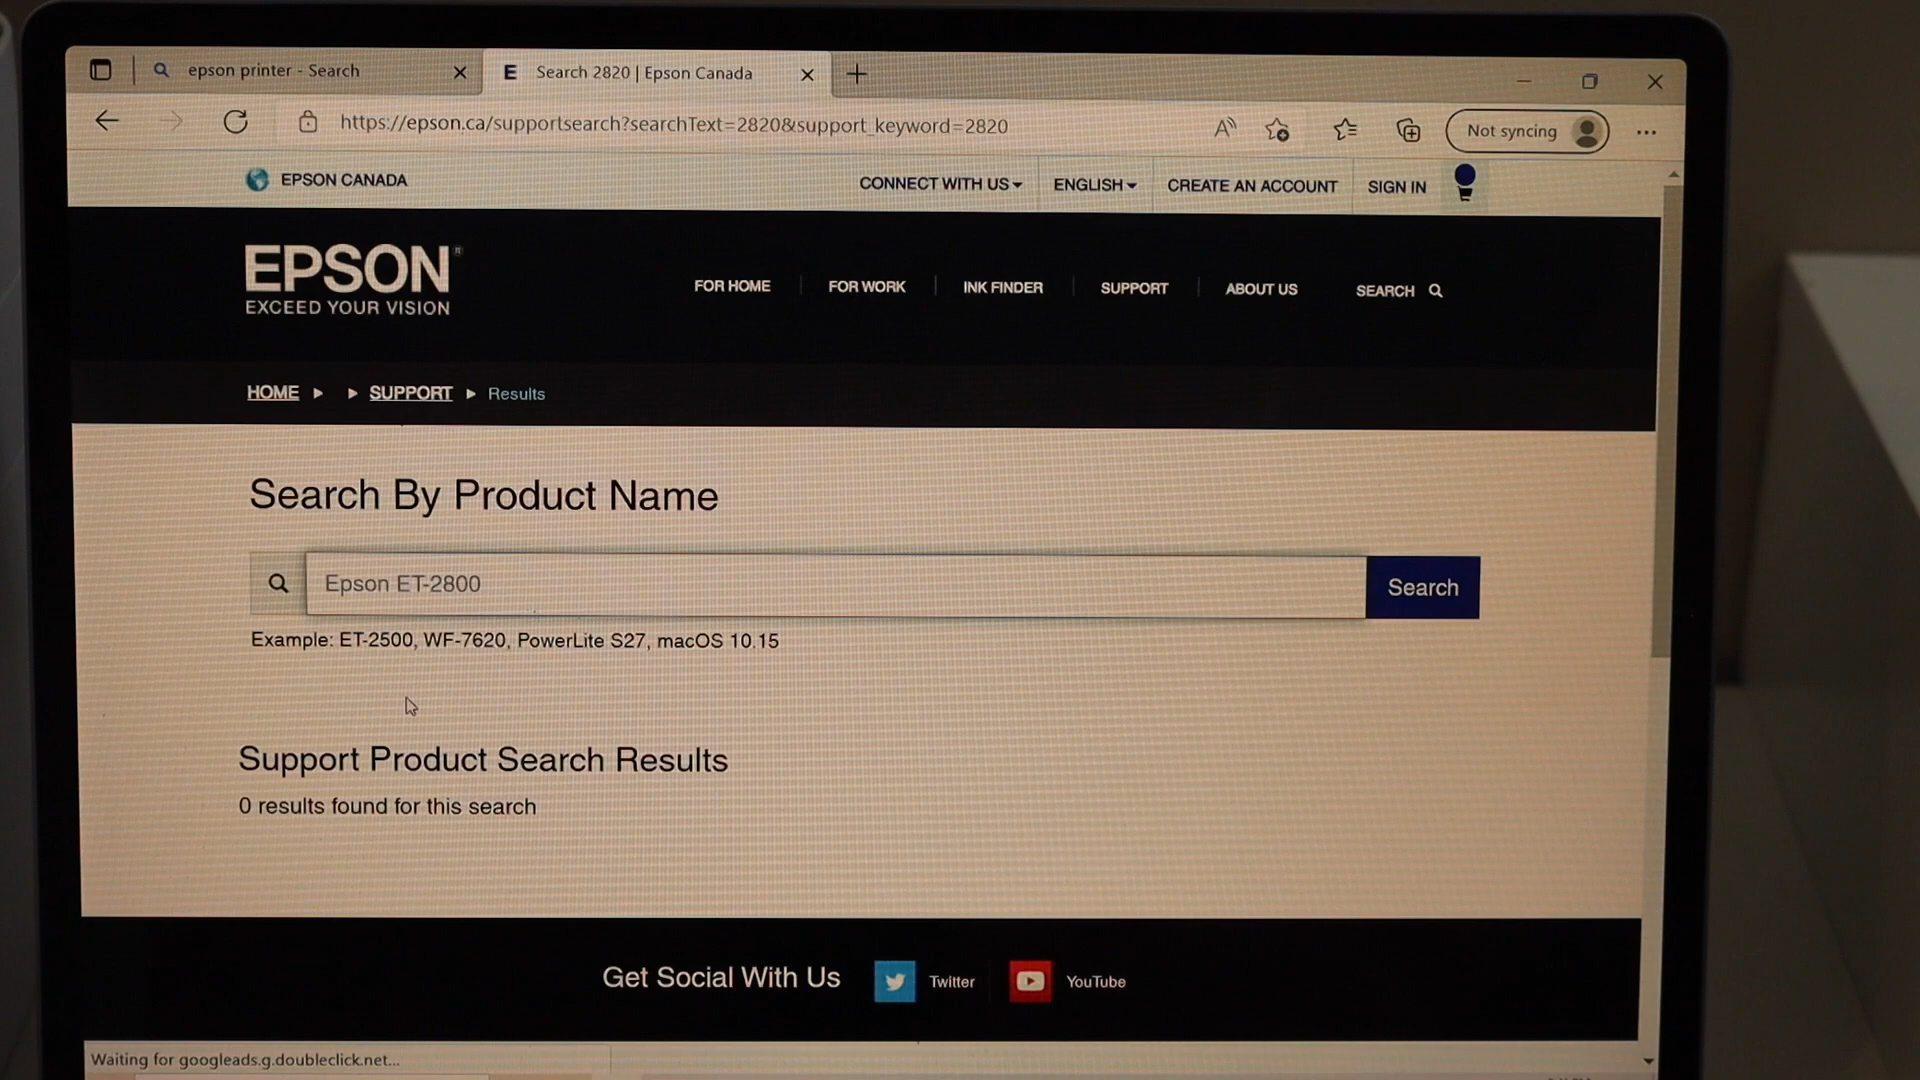 epson printer - Search
E Search 2820 | Epson Canada
https://epson.ca/supportsearch?searchText=2820&support_keyword=2820
Not syncing
EPSON CANADA
CONNECT WITH US
ENGLISH
CREATE AN ACCOUNT
SIGN IN
EPSON®
EXCEED YOUR VISION
FOR HOME
FOR WORK
INK FINDER
SUPPORT
ABOUT US
SEARCH
HOME
SUPPORT
Results
Search By Product Name
Epson ET-2800
Search
Example: ET-2500, WF-7620, PowerLite S27, macOS 10.15
Support Product Search Results
0 results found for this search
Get Social With Us
Twitter
YouTube
Waiting for googleads.g.doubleclick.net...